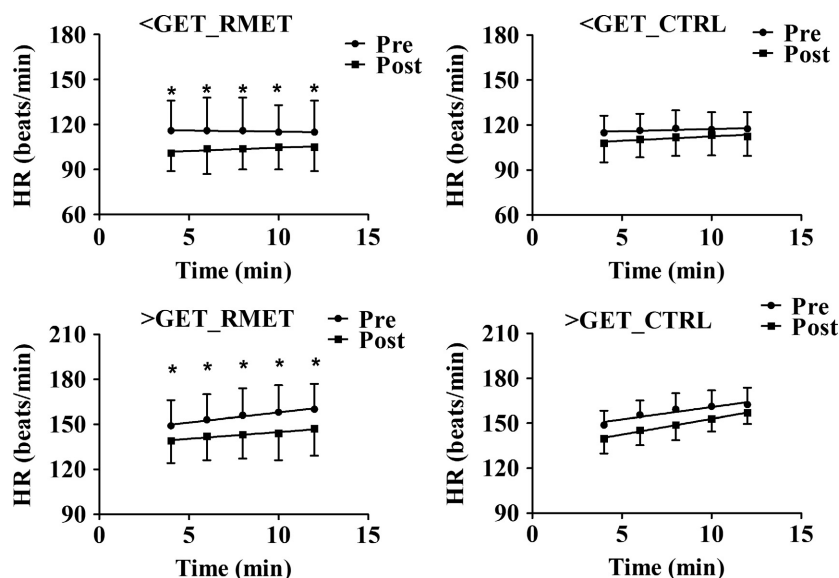 <GET_RMET
Pre
Post
180
150
120
90
60
HR (beats/min)
* * * * *
0 5 10 15
Time (min)
<GET_CTRL
Pre
Post
180
150
120
90
60
HR (beats/min)
0 5 10 15
Time (min)
>GET_RMET
Pre
Post
210
180
150
120
90
HR (beats/min)
* * * * *
0 5 10 15
Time (min)
>GET_CTRL
Pre
Post
210
180
150
120
90
HR (beats/min)
0 5 10 15
Time (min)